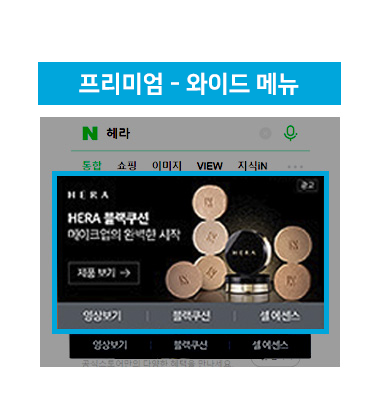 프리미엄 - 와이드 메뉴
N 헤라
통합 쇼핑 이미지 VIEW 지식iN
HERA 광고
HERA 블랙쿠션
메이크업의 완벽한 시작
HERA
제품 보기 →
영상보기 | 블랙쿠션 | 셀 에센스
영상보기 | 블랙쿠션 | 셀 에센스
공식스토어만의 다양한 혜택을 만나세요